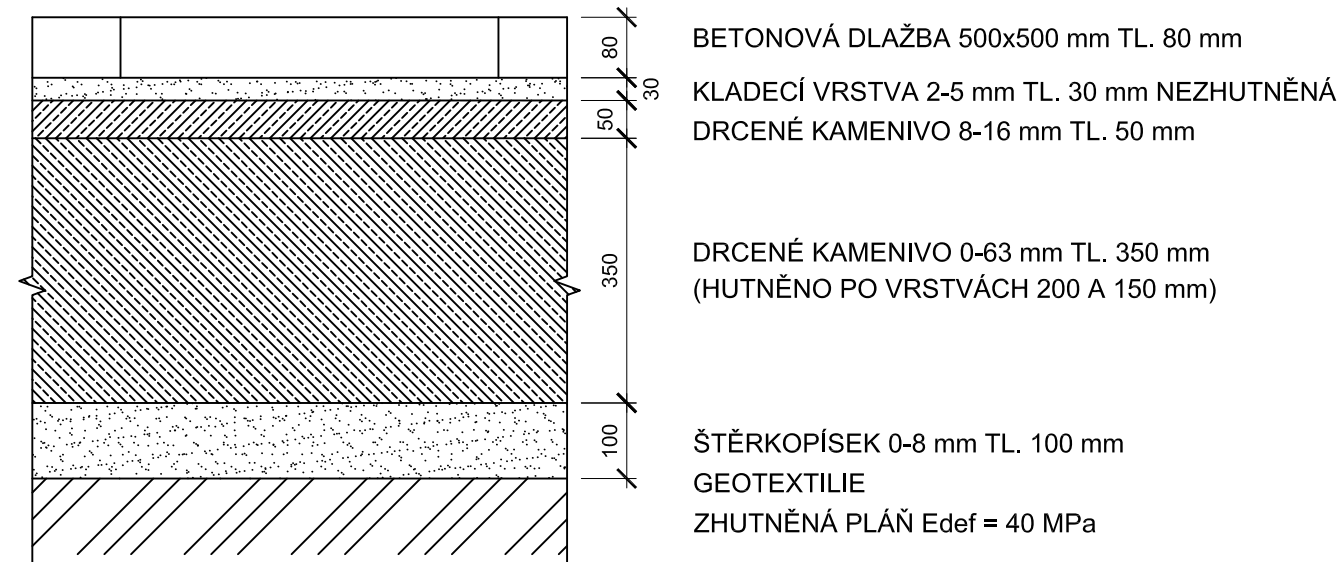 80
BETONOVÁ DLAŽBA 500x500 mm TL. 80 mm
30
KLADECÍ VRSTVA 2-5 mm TL. 30 mm NEZHUTNĚNÁ
50
DRCENÉ KAMENIVO 8-16 mm TL. 50 mm
350
DRCENÉ KAMENIVO 0-63 mm TL. 350 mm
(HUTNĚNO PO VRSTVÁCH 200 A 150 mm)
100
ŠTĚRKOPÍSEK 0-8 mm TL. 100 mm
GEOTEXTILIE
ZHUTNĚNÁ PLÁŇ Edef = 40 MPa